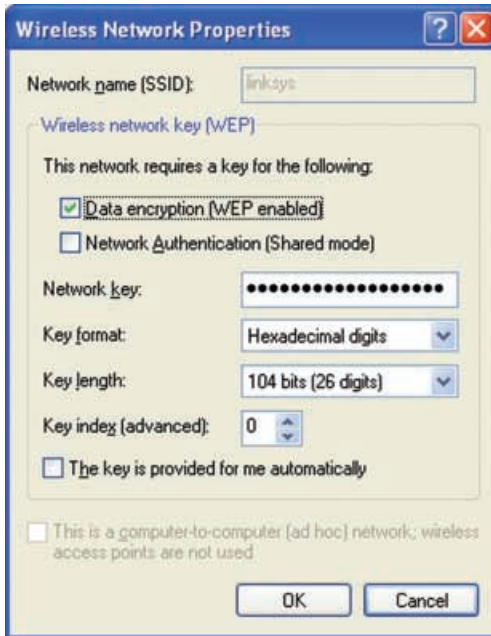 Wireless Network Properties
Network name (SSID):
linksys
Wireless network key (WEP)
This network requires a key for the following:
Data encryption (WEP enabled)
Network Authentication (Shared mode)
Network key:
••••••••••••••••••
Key format:
Hexadecimal digits
Key length:
104 bits (26 digits)
Key index (advanced):
0
The key is provided for me automatically
This is a computer-to-computer (ad hoc) network; wireless
access points are not used
OK
Cancel